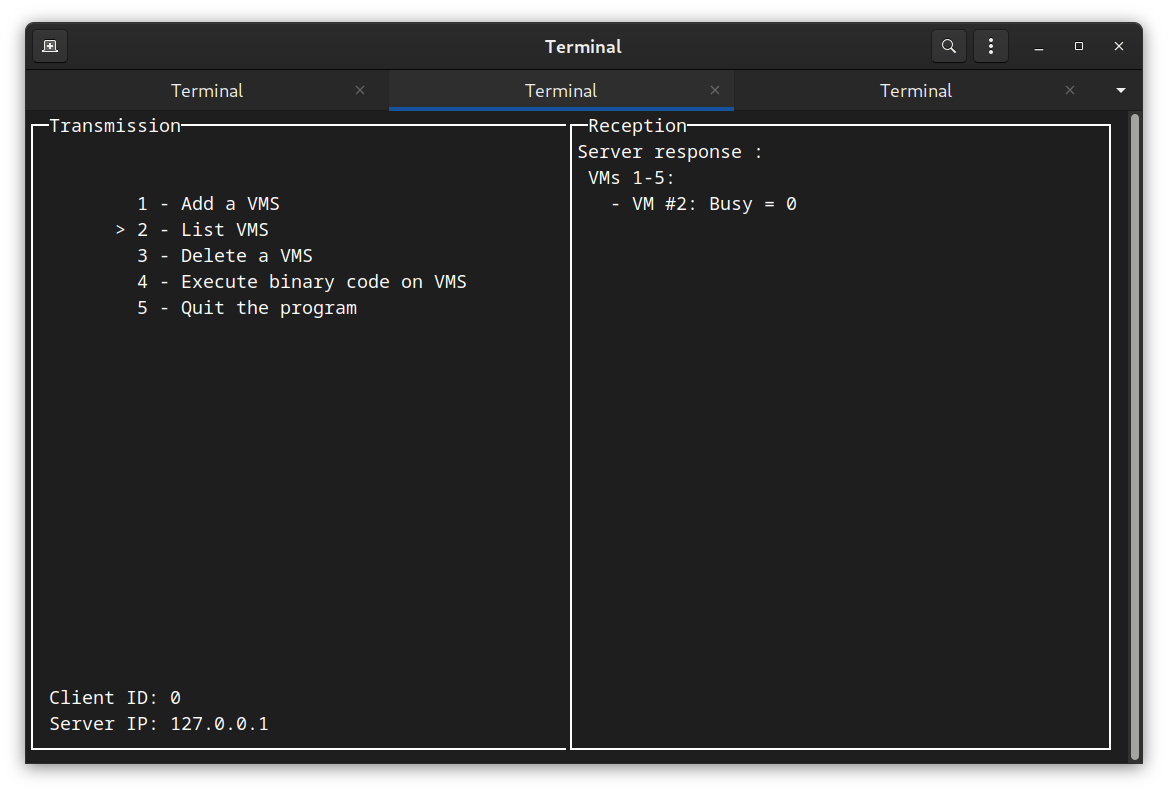 Terminal
Terminal
Terminal
Terminal
Transmission
1 - Add a VMS
> 2 - List VMS
3 - Delete a VMS
4 - Execute binary code on VMS
5 - Quit the program
Client ID: 0
Server IP: 127.0.0.1
Reception
Server response :
VMs 1-5:
- VM #2: Busy = 0